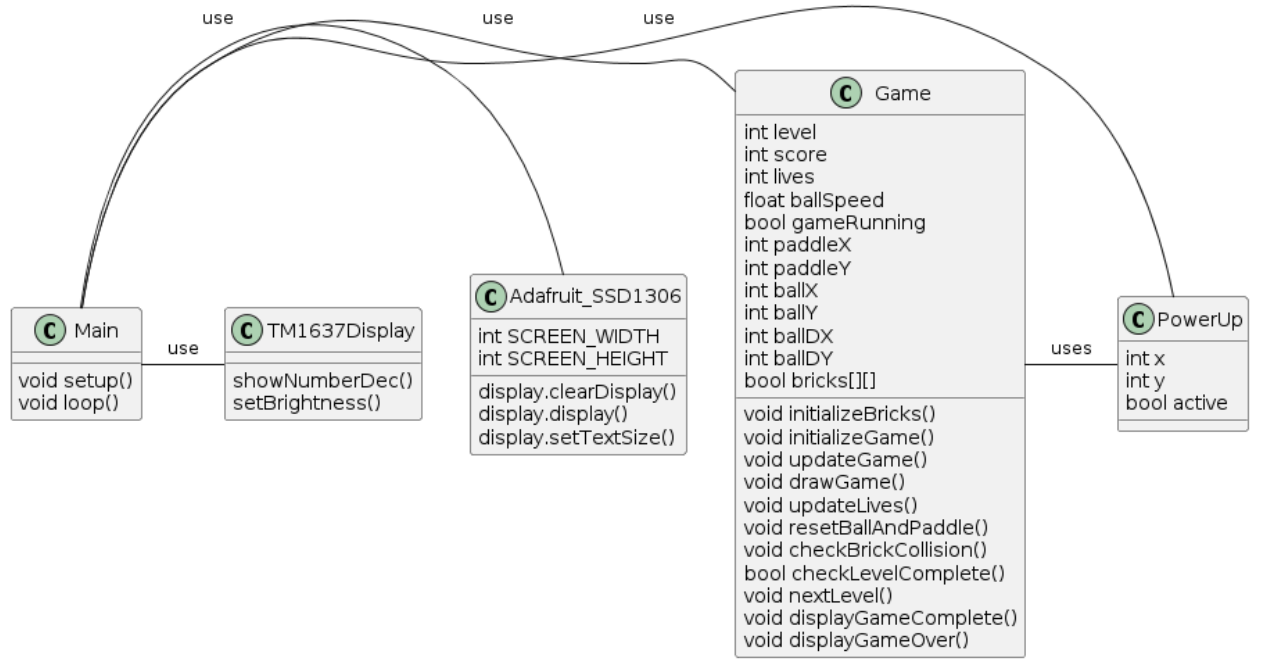 use
use
use
C Main
void setup()
void loop()
use
C TM1637Display
showNumberDec()
setBrightness()
C Adafruit_SSD1306
int SCREEN_WIDTH
int SCREEN_HEIGHT
display.clearDisplay()
display.display()
display.setTextSize()
C Game
int level
int score
int lives
float ballSpeed
bool gameRunning
int paddleX
int paddleY
int ballX
int ballY
int ballDX
int ballDY
bool bricks[][]
void initializeBricks()
void initializeGame()
void updateGame()
void drawGame()
void updateLives()
void resetBallAndPaddle()
void checkBrickCollision()
bool checkLevelComplete()
void nextLevel()
void displayGameComplete()
void displayGameOver()
uses
C PowerUp
int x
int y
bool active